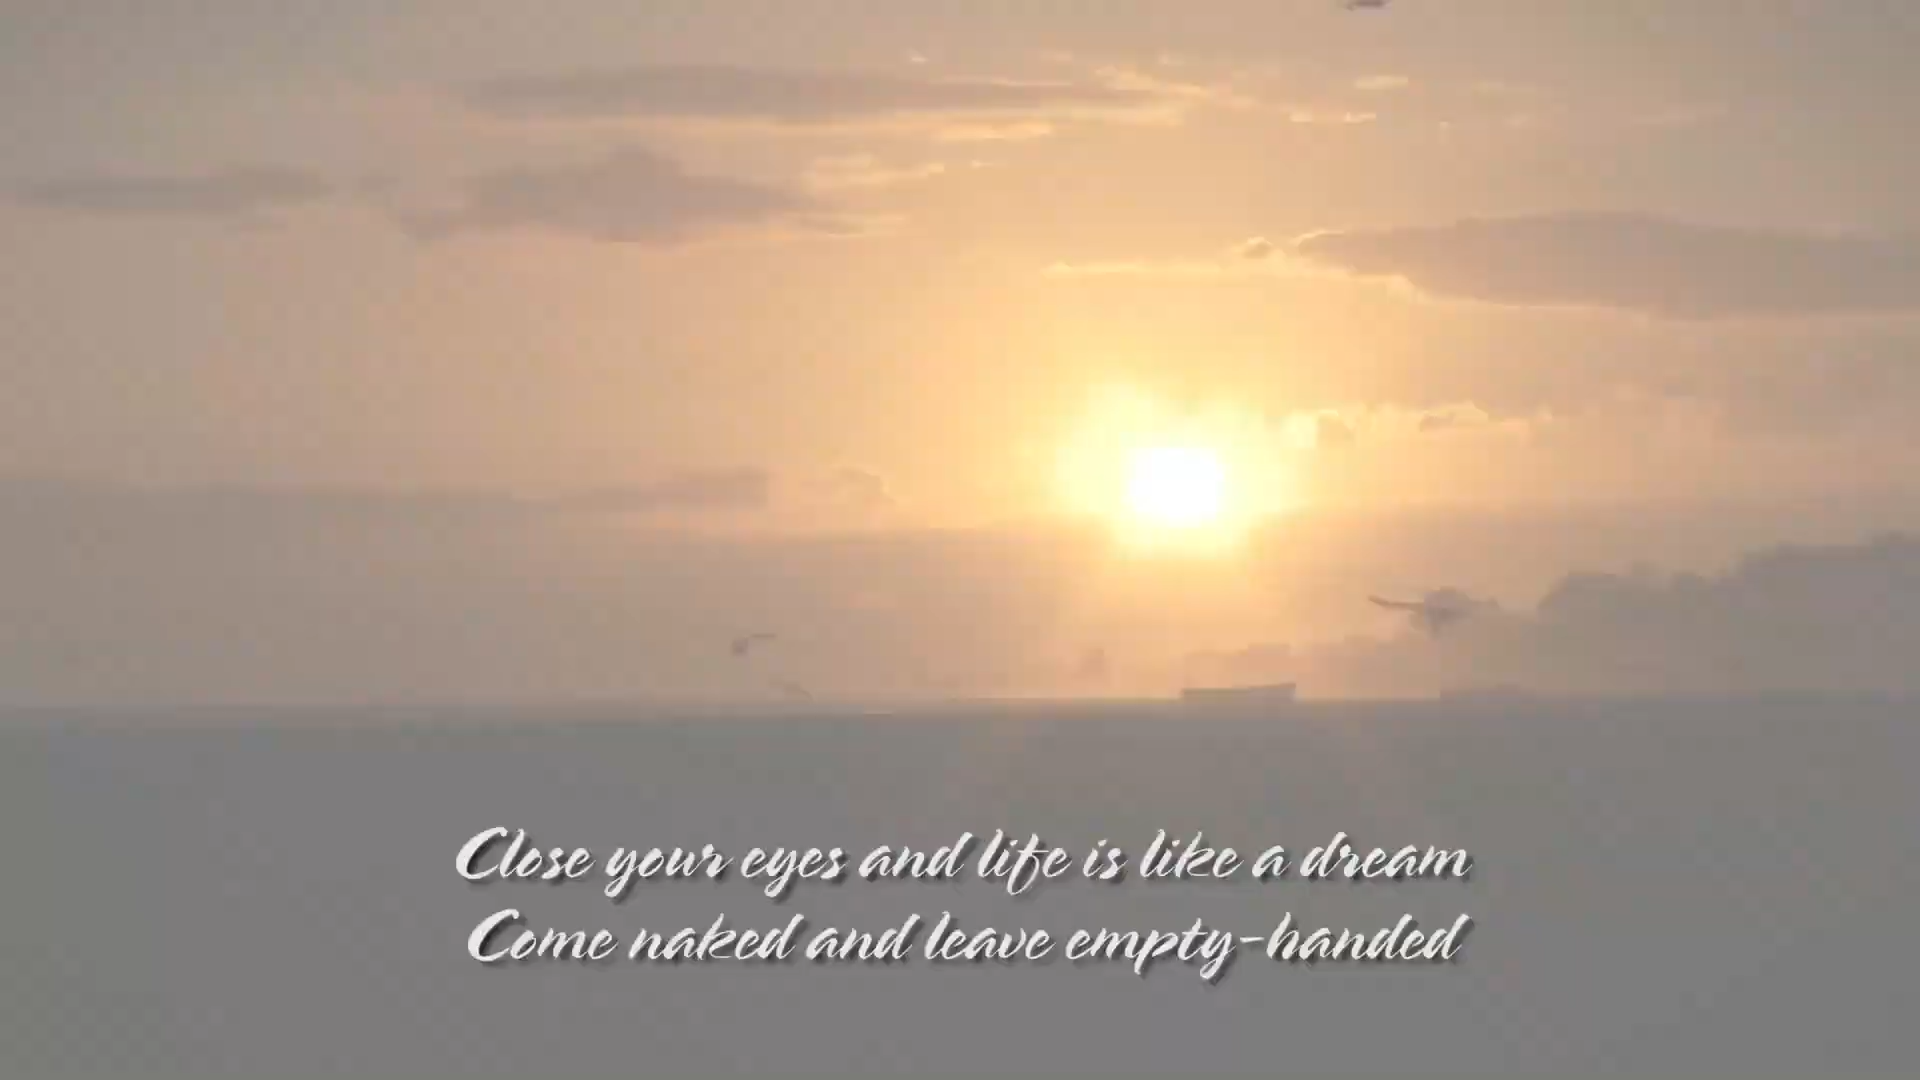 Close your eyes and life is like a dream
Come naked and leave empty-handed